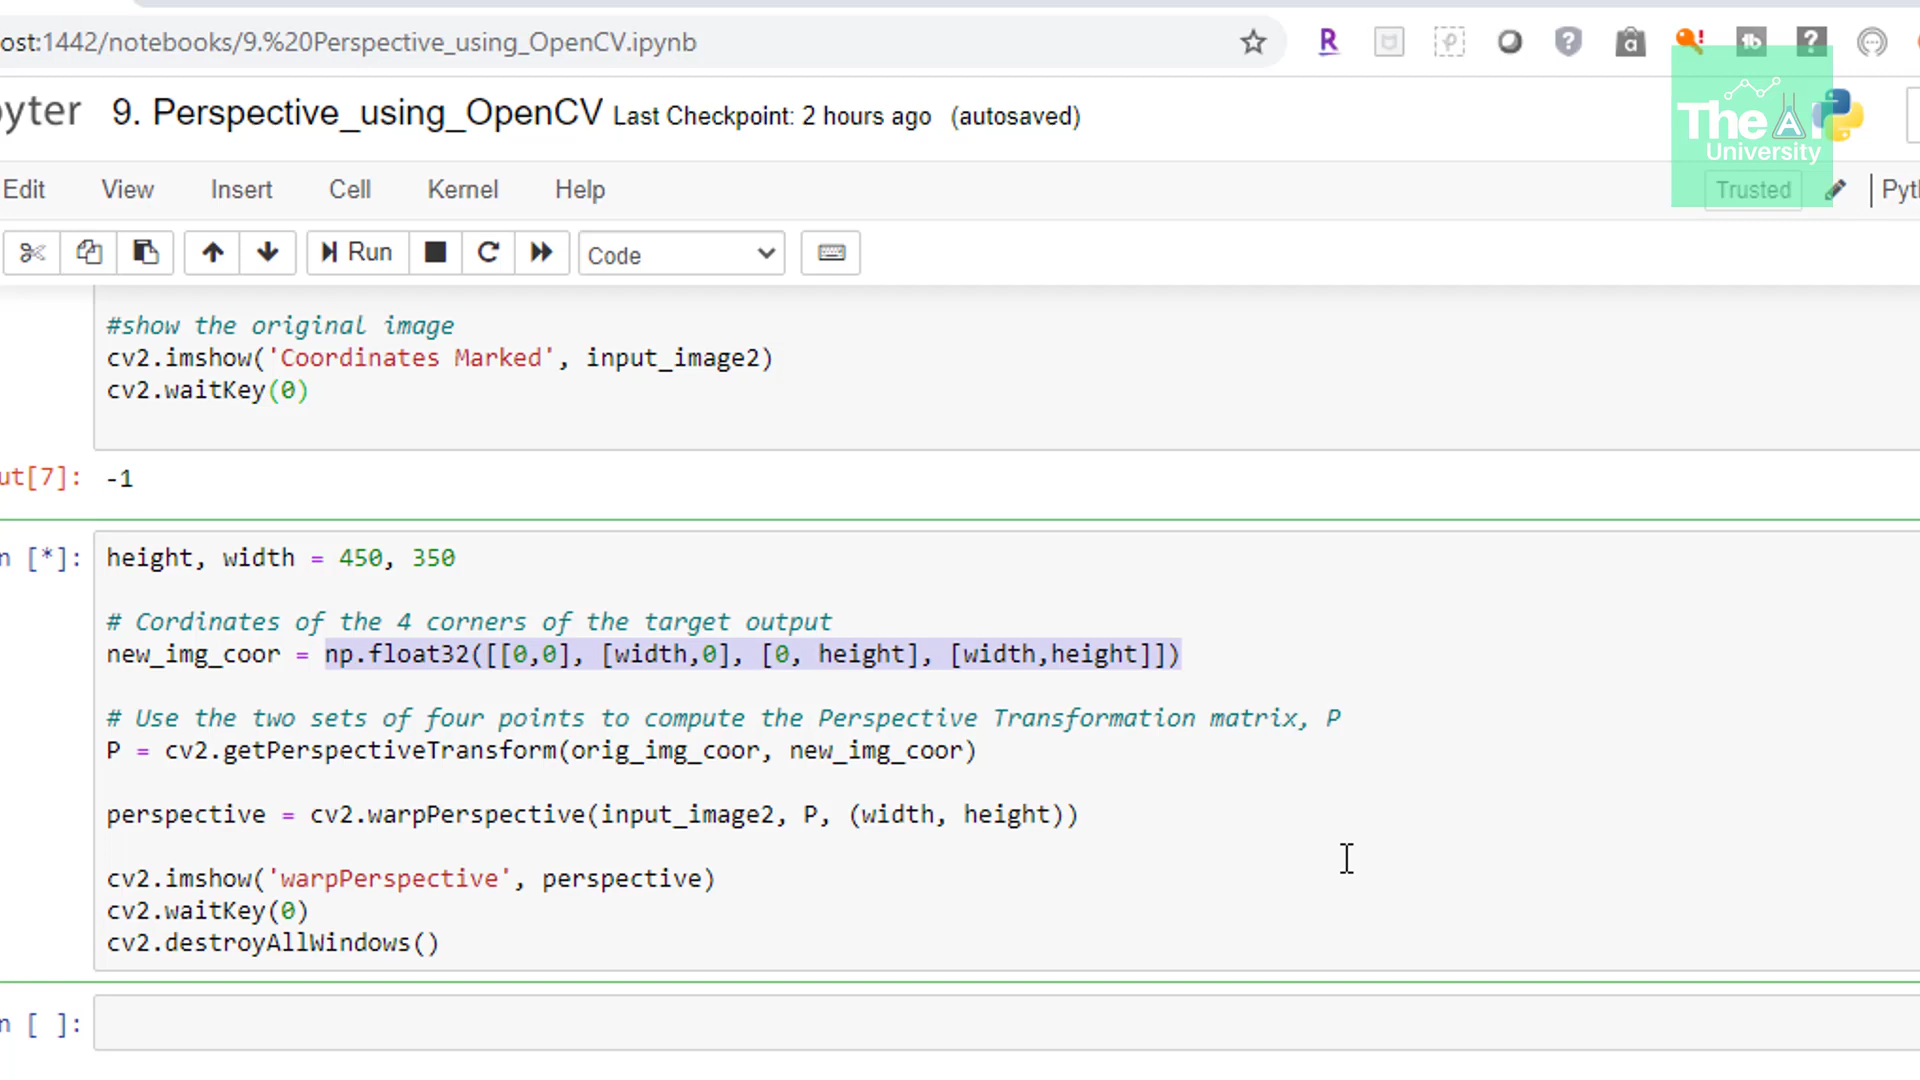 ost:1442/notebooks/9.%20Perspective_using_OpenCV.ipynb
yter 9. Perspective_using_OpenCV Last Checkpoint: 2 hours ago (autosaved)
The AI
University
Edit View Insert Cell Kernel Help Trusted
Run Code
#show the original image
cv2.imshow('Coordinates Marked', input_image2)
cv2.waitKey(0)
ut[7]: -1
n [*]: height, width = 450, 350
# Cordinates of the 4 corners of the target output
new_img_coor = np.float32([[0,0], [width,0], [0, height], [width,height]])
# Use the two sets of four points to compute the Perspective Transformation matrix, P
P = cv2.getPerspectiveTransform(orig_img_coor, new_img_coor)
perspective = cv2.warpPerspective(input_image2, P, (width, height))
cv2.imshow('warpPerspective', perspective)
cv2.waitKey(0)
cv2.destroyAllWindows()
n [ ]: